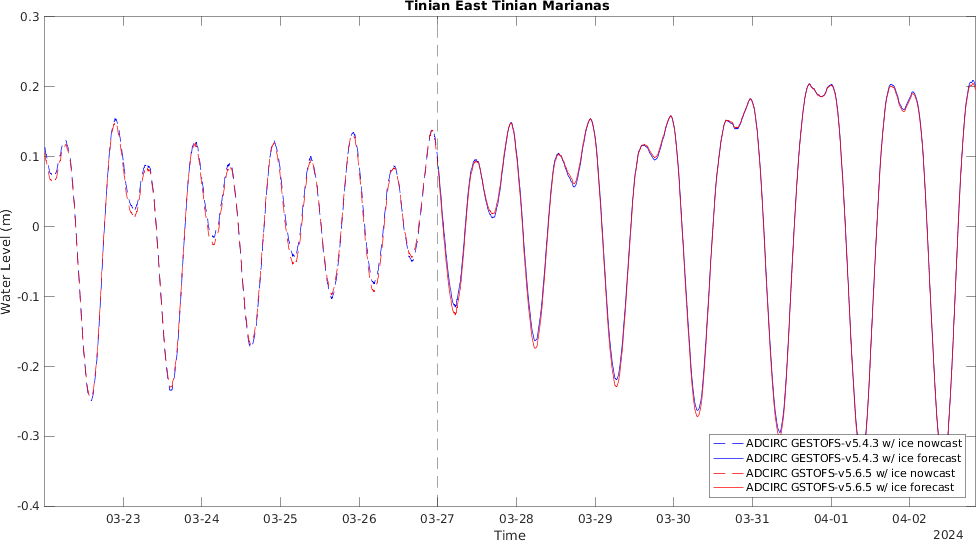 Tinian East Tinian Marianas
0.3
0.2
0.1
0
-0.1
-0.2
-0.3
-0.4
Water Level (m)
ADCIRC GESTOFS-v5.4.3 w/ ice nowcast
ADCIRC GESTOFS-v5.4.3 w/ ice forecast
ADCIRC GSTOFS-v5.6.5 w/ ice nowcast
ADCIRC GSTOFS-v5.6.5 w/ ice forecast
03-23 03-24 03-25 03-26 03-27 03-28 03-29 03-30 03-31 04-01 04-02
Time
2024